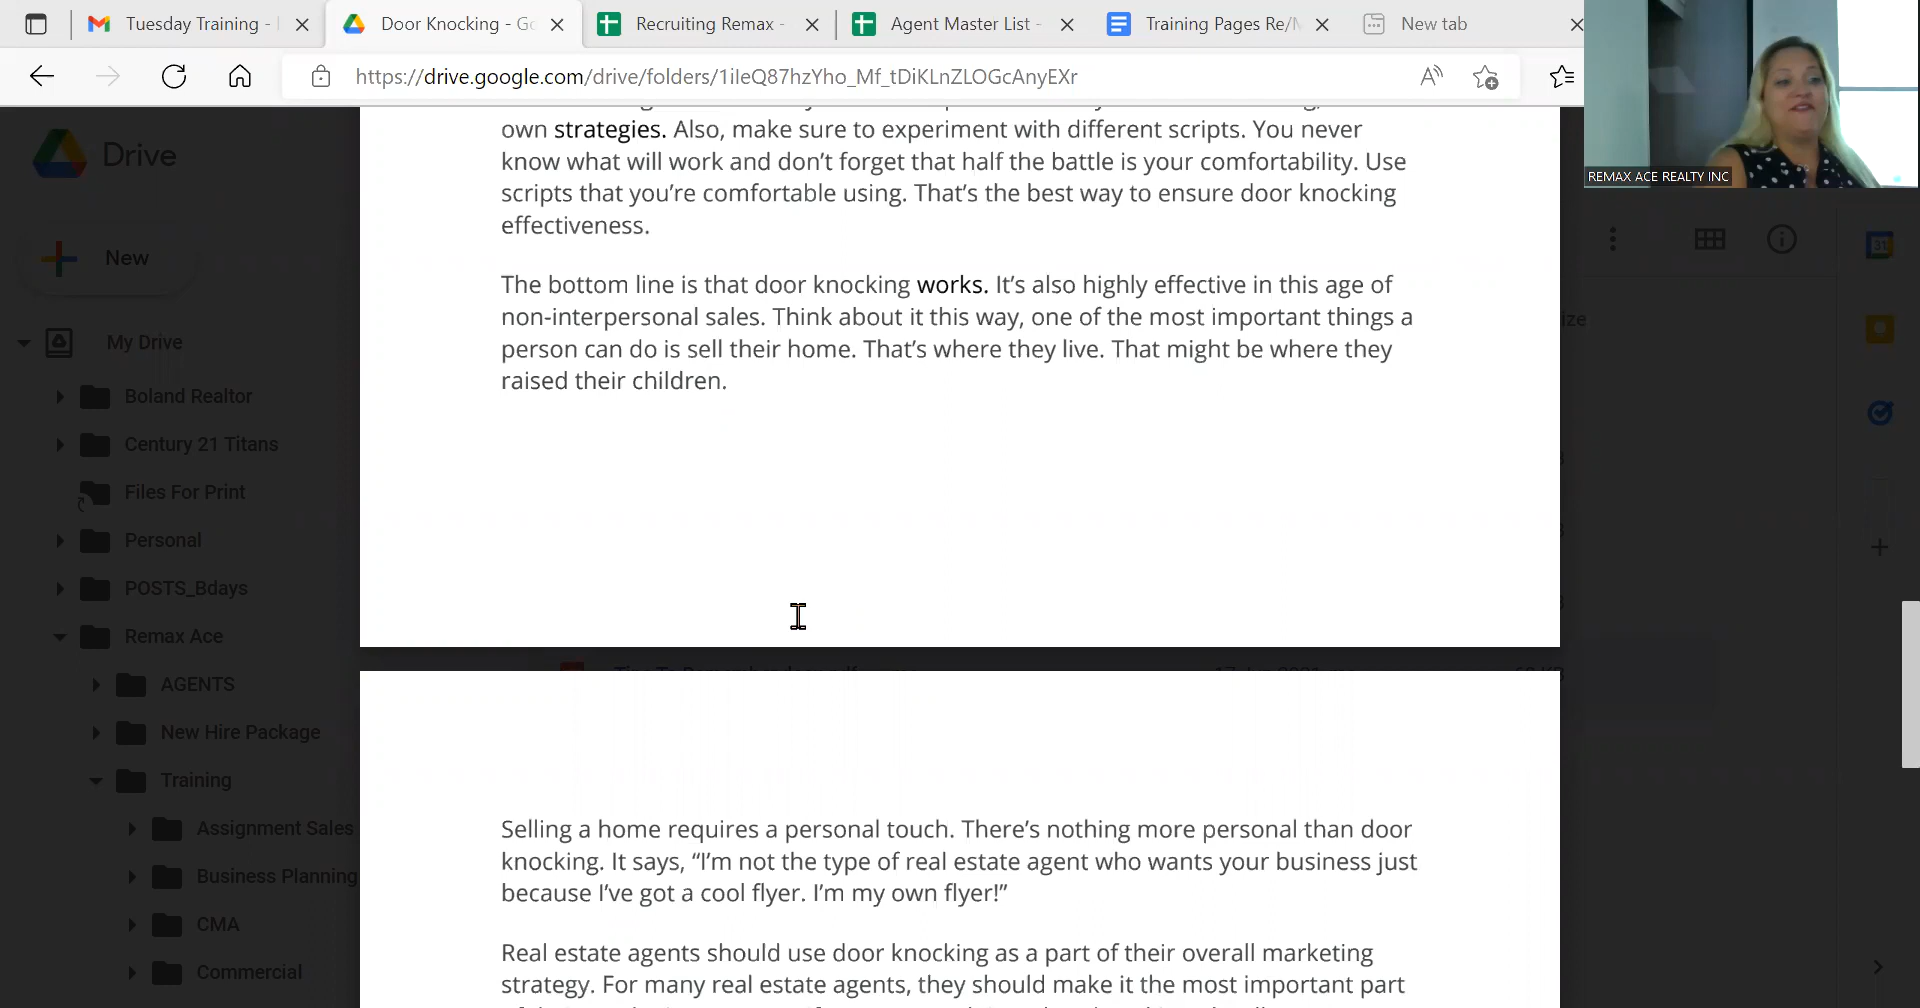 Tuesday Training -
Door Knocking - Go
Recruiting Remax -
Agent Master List -
Training Pages Re/M
New tab
https://drive.google.com/drive/folders/1iIeQ87hzYho_Mf_tDiKLnZLOGcAnyEXr
REMAX ACE REALTY INC
Drive
New
My Drive
Boland Realtor
Century 21 Titans
Files For Print
Personal
POSTS_Bdays
Remax Ace
AGENTS
New Hire Package
Training
Assignment Sales
Business Planning
CMA
Commercial
own strategies. Also, make sure to experiment with different scripts. You never
know what will work and don’t forget that half the battle is your comfortability. Use
scripts that you’re comfortable using. That’s the best way to ensure door knocking
effectiveness.
The bottom line is that door knocking works. It’s also highly effective in this age of
non-interpersonal sales. Think about it this way, one of the most important things a
person can do is sell their home. That’s where they live. That might be where they
raised their children.
Selling a home requires a personal touch. There’s nothing more personal than door
knocking. It says, “I’m not the type of real estate agent who wants your business just
because I’ve got a cool flyer. I’m my own flyer!”
Real estate agents should use door knocking as a part of their overall marketing
strategy. For many real estate agents, they should make it the most important part
31